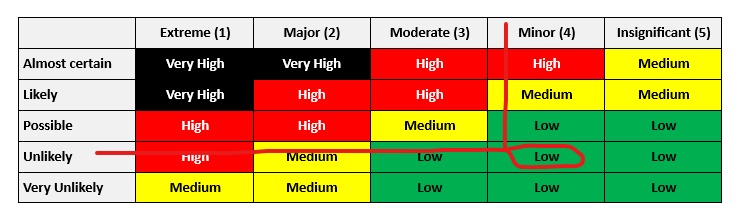 Extreme (1) Major (2) Moderate (3) Minor (4) Insignificant (5)
Almost certain Very High Very High High High Medium
Likely Very High High High Medium Medium
Possible High High Medium Low Low
Unlikely High Medium Low Low Low
Very Unlikely Medium Medium Low Low Low